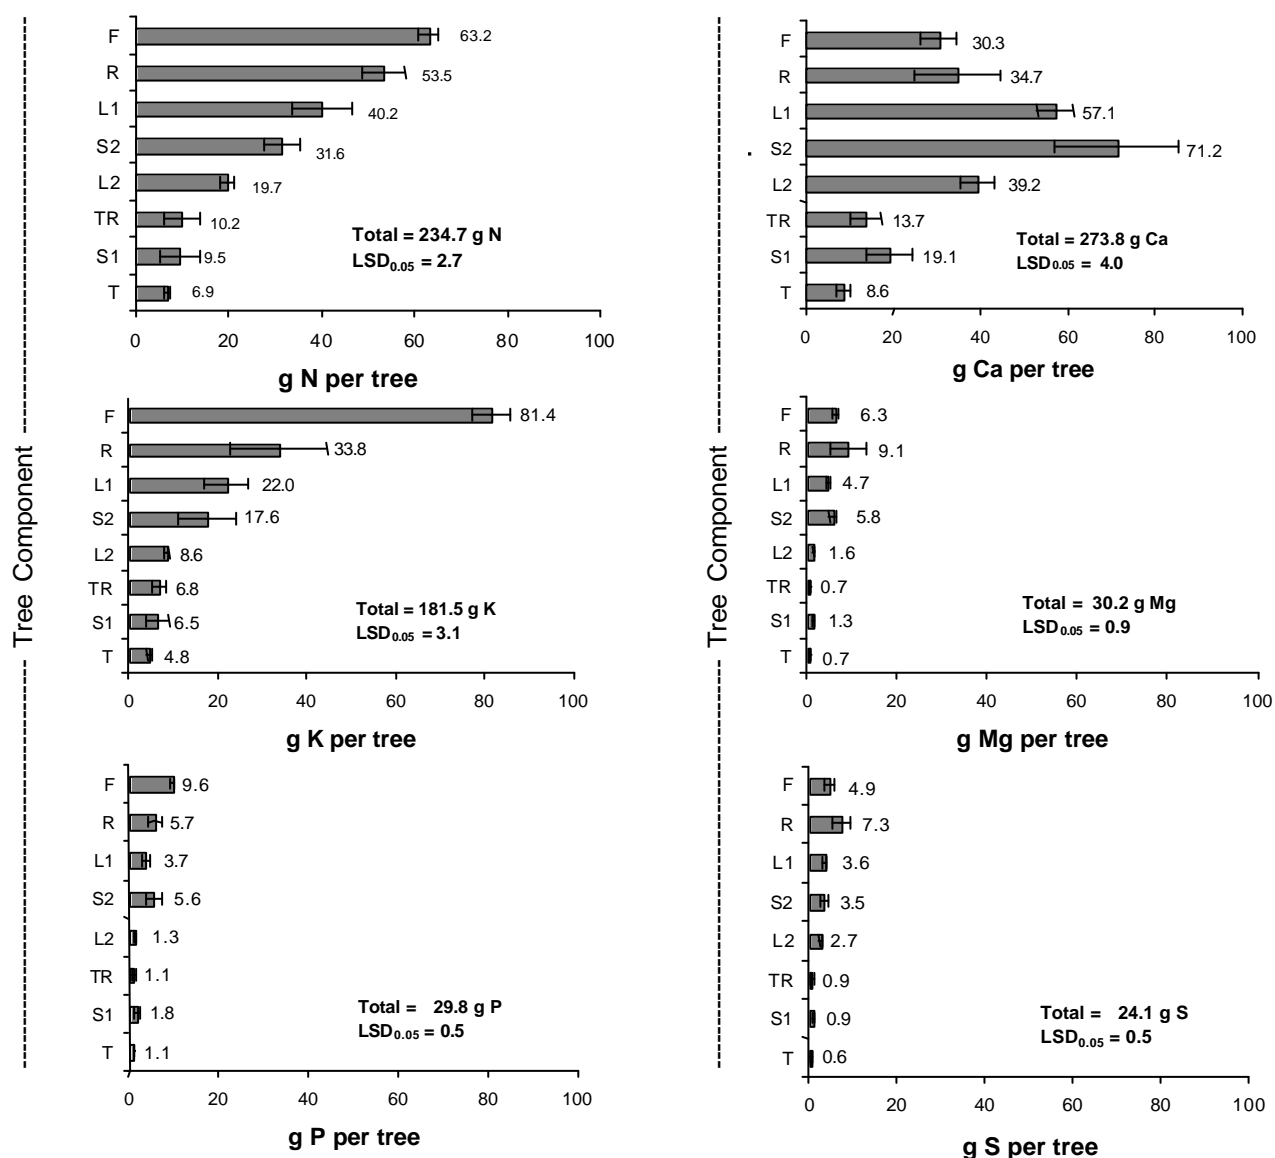 F 63.2
R 53.5
L1 40.2
S2 31.6
L2 19.7
TR 10.2
S1 9.5
T 6.9
Total = 234.7 g N
LSD0.05 = 2.7
0 20 40 60 80 100
g N per tree
F 30.3
R 34.7
L1 57.1
S2 71.2
L2 39.2
TR 13.7
S1 19.1
T 8.6
Total = 273.8 g Ca
LSD0.05 = 4.0
0 20 40 60 80 100
g Ca per tree
Tree Component
F 81.4
R 33.8
L1 22.0
S2 17.6
L2 8.6
TR 6.8
S1 6.5
T 4.8
Total = 181.5 g K
LSD0.05 = 3.1
0 20 40 60 80 100
g K per tree
Tree Component
F 6.3
R 9.1
L1 4.7
S2 5.8
L2 1.6
TR 0.7
S1 1.3
T 0.7
Total = 30.2 g Mg
LSD0.05 = 0.9
0 20 40 60 80 100
g Mg per tree
F 9.6
R 5.7
L1 3.7
S2 5.6
L2 1.3
TR 1.1
S1 1.8
T 1.1
Total = 29.8 g P
LSD0.05 = 0.5
0 20 40 60 80 100
g P per tree
F 4.9
R 7.3
L1 3.6
S2 3.5
L2 2.7
TR 0.9
S1 0.9
T 0.6
Total = 24.1 g S
LSD0.05 = 0.5
0 20 40 60 80 100
g S per tree